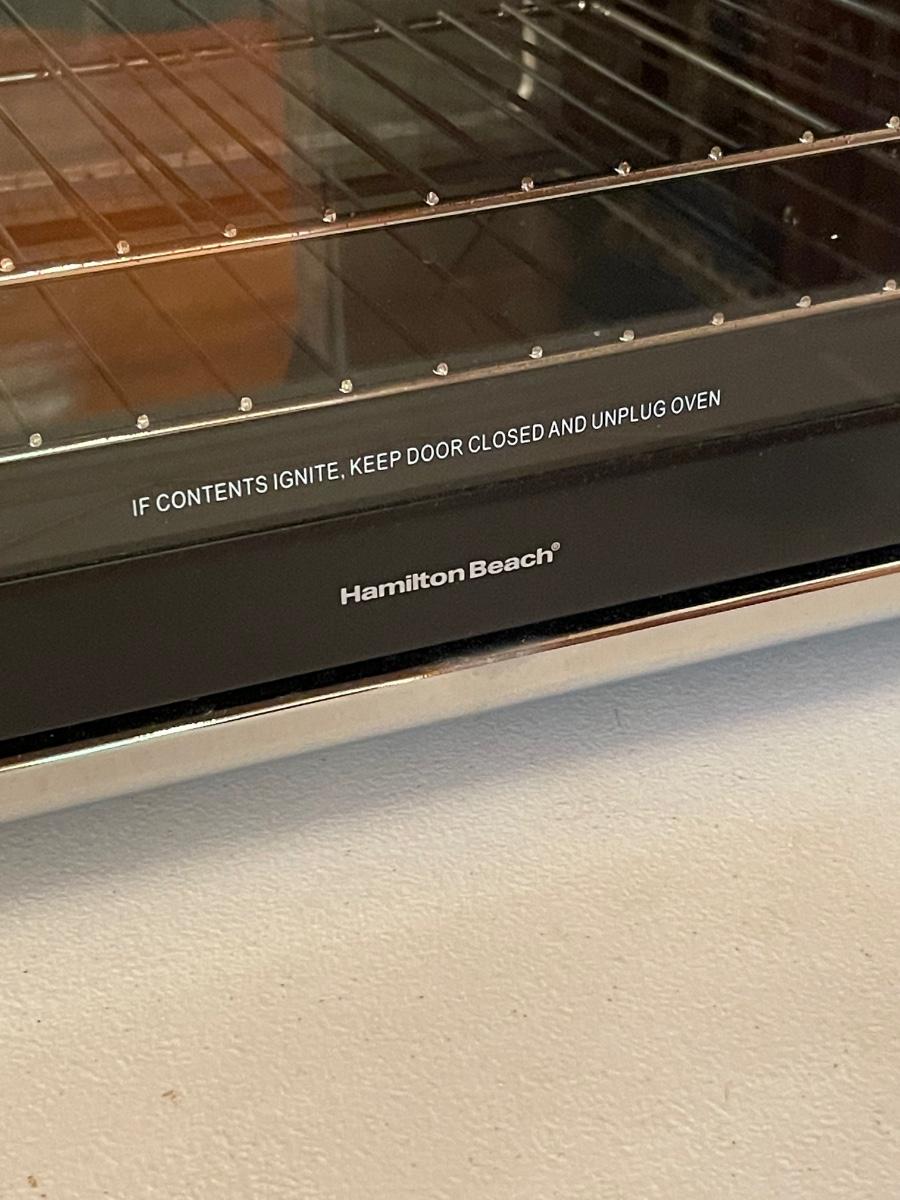 IF CONTENTS IGNITE, KEEP DOOR CLOSED AND UNPLUG OVEN
Hamilton Beach®